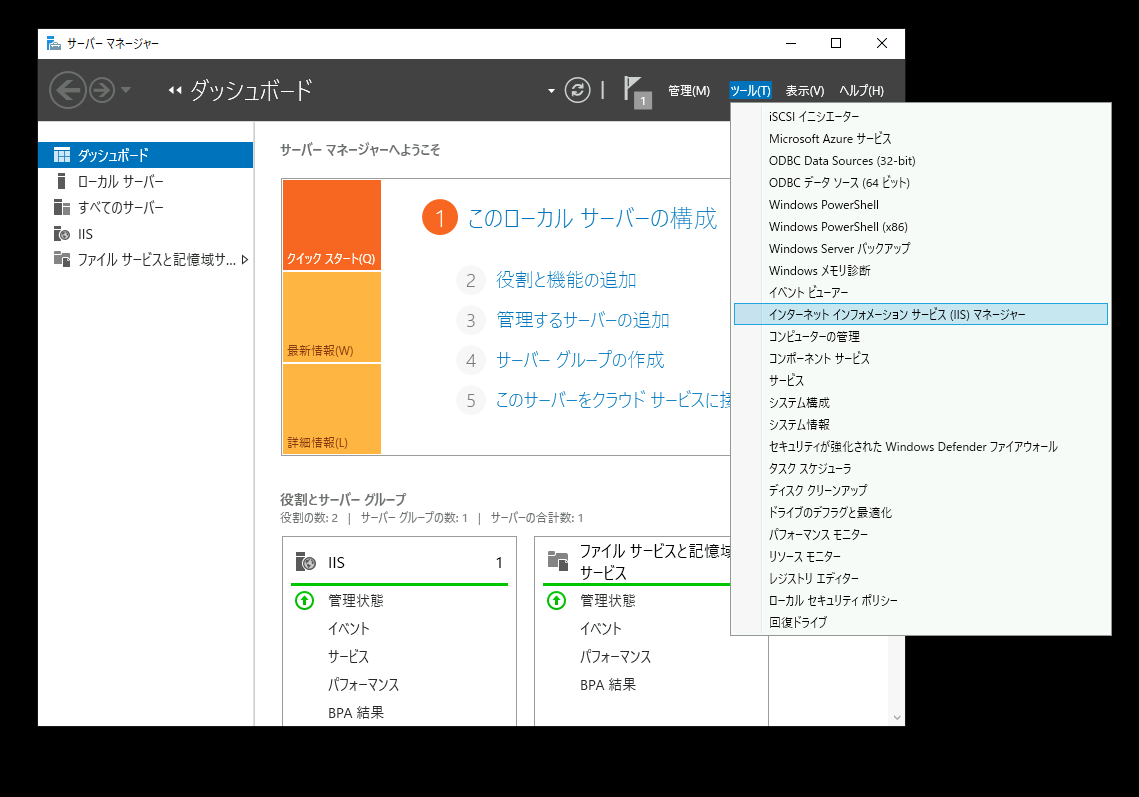 サーバー マネージャー
ダッシュボード
1
管理(M)
ツール(T)
表示(V)
ヘルプ(H)
ダッシュボード
ローカル サーバー
すべてのサーバー
IIS
ファイル サービスと記憶域サ...
サーバー マネージャーへようこそ
クイック スタート(Q)
最新情報(W)
詳細情報(L)
1 このローカル サーバーの構成
2 役割と機能の追加
3 管理するサーバーの追加
4 サーバー グループの作成
5 このサーバーをクラウド サービスに接
役割とサーバー グループ
役割の数: 2 | サーバー グループの数: 1 | サーバーの合計数: 1
IIS 1
管理状態
イベント
サービス
パフォーマンス
BPA 結果
ファイル サービスと記憶域
サービス
管理状態
イベント
パフォーマンス
BPA 結果
iSCSI イニシエーター
Microsoft Azure サービス
ODBC Data Sources (32-bit)
ODBC データ ソース (64 ビット)
Windows PowerShell
Windows PowerShell (x86)
Windows Server バックアップ
Windows メモリ診断
イベント ビューアー
インターネット インフォメーション サービス (IIS) マネージャー
コンピューターの管理
コンポーネント サービス
サービス
システム構成
システム情報
セキュリティが強化された Windows Defender ファイアウォール
タスク スケジューラ
ディスク クリーンアップ
ドライブのデフラグと最適化
パフォーマンス モニター
リソース モニター
レジストリ エディター
ローカル セキュリティ ポリシー
回復ドライブ